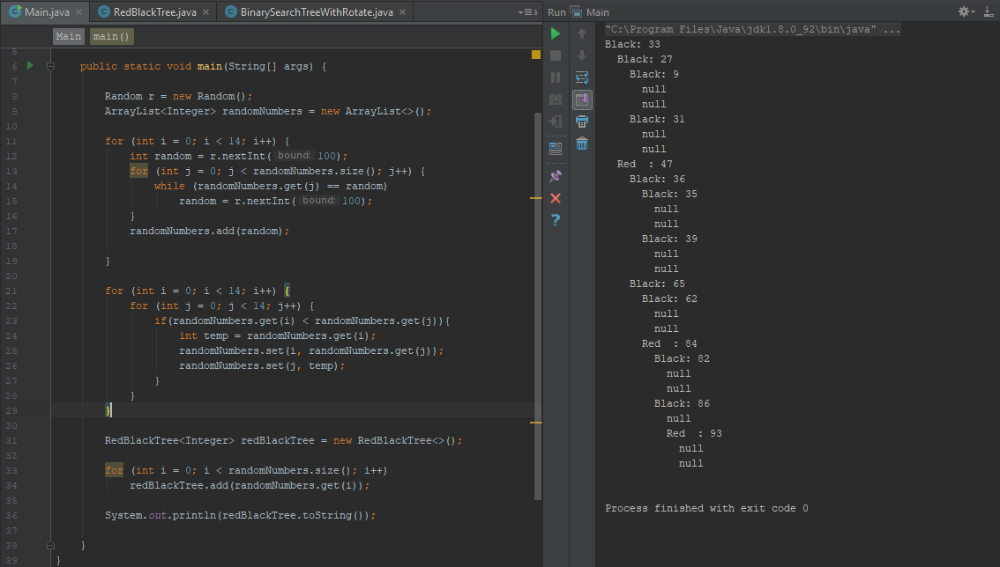 Main.java RedBlackTree.java BinarySearchTreeWithRotate.java 3
Main main()
5
6 public static void main(String[] args) {
7
8 Random r = new Random();
9 ArrayList<Integer> randomNumbers = new ArrayList<>();
10
11 for (int i = 0; i < 14; i++) {
12 int random = r.nextInt( bound: 100);
13 for (int j = 0; j < randomNumbers.size(); j++) {
14 while (randomNumbers.get(j) == random)
15 random = r.nextInt( bound: 100);
16 }
17 randomNumbers.add(random);
18
19 }
20
21 for (int i = 0; i < 14; i++) {
22 for (int j = 0; j < 14; j++) {
23 if(randomNumbers.get(i) < randomNumbers.get(j)){
24 int temp = randomNumbers.get(i);
25 randomNumbers.set(i, randomNumbers.get(j));
26 randomNumbers.set(j, temp);
27 }
28 }
29 }
30
31 RedBlackTree<Integer> redBlackTree = new RedBlackTree<>();
32
33 for (int i = 0; i < randomNumbers.size(); i++)
34 redBlackTree.add(randomNumbers.get(i));
35
36 System.out.println(redBlackTree.toString());
37
38 }
39 }
Run Main
"C:\Program Files\Java\jdk1.8.0_92\bin\java" ...
Black: 33
Black: 27
Black: 9
null
null
Black: 31
null
null
Red : 47
Black: 36
Black: 35
null
null
Black: 39
null
null
Black: 65
Black: 62
null
null
Red : 84
Black: 82
null
null
Black: 86
null
Red : 93
null
null
Process finished with exit code 0